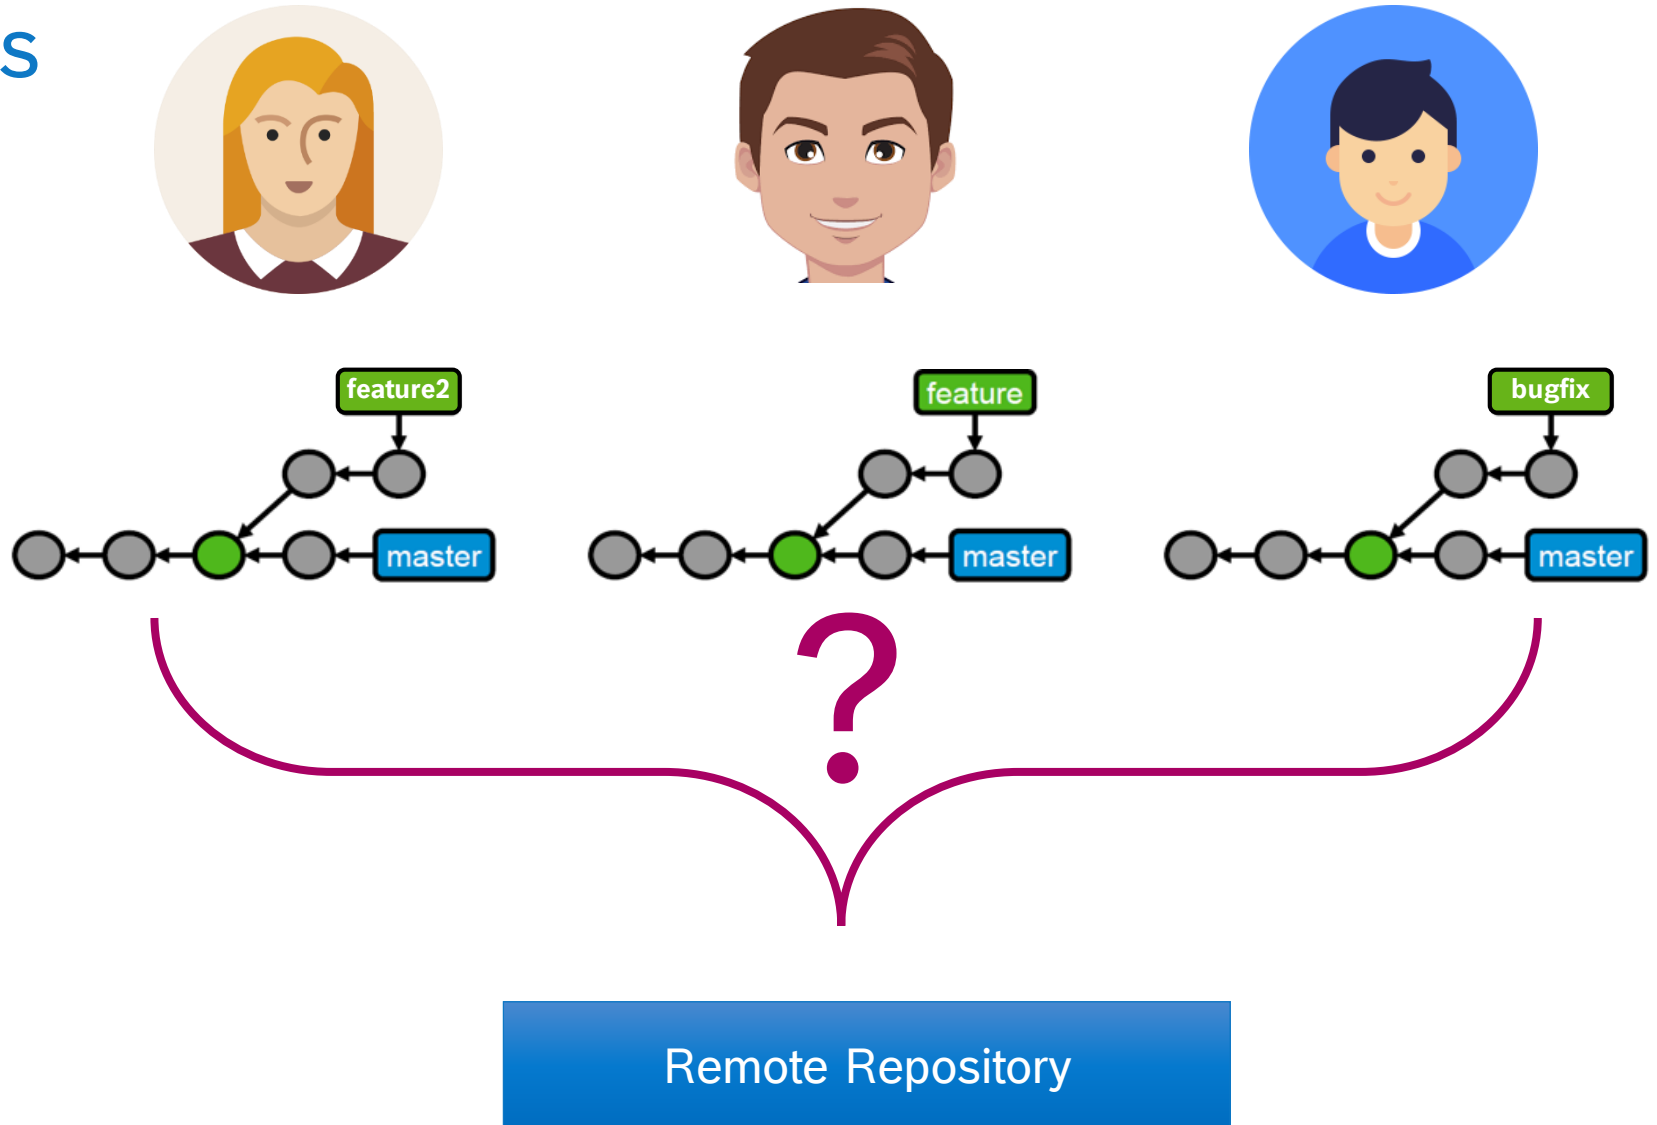 s
feature2
feature
bugfix
master
master
master
?
Remote Repository